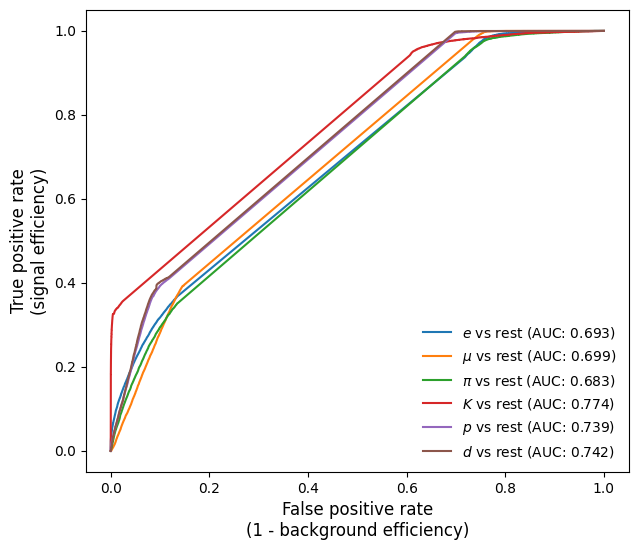 1.0
0.8
0.6
0.4
0.2
0.0
True positive rate
(signal efficiency)
e vs rest (AUC: 0.693)
μ vs rest (AUC: 0.699)
π vs rest (AUC: 0.683)
K vs rest (AUC: 0.774)
p vs rest (AUC: 0.739)
d vs rest (AUC: 0.742)
0.0 0.2 0.4 0.6 0.8 1.0
False positive rate
(1 - background efficiency)